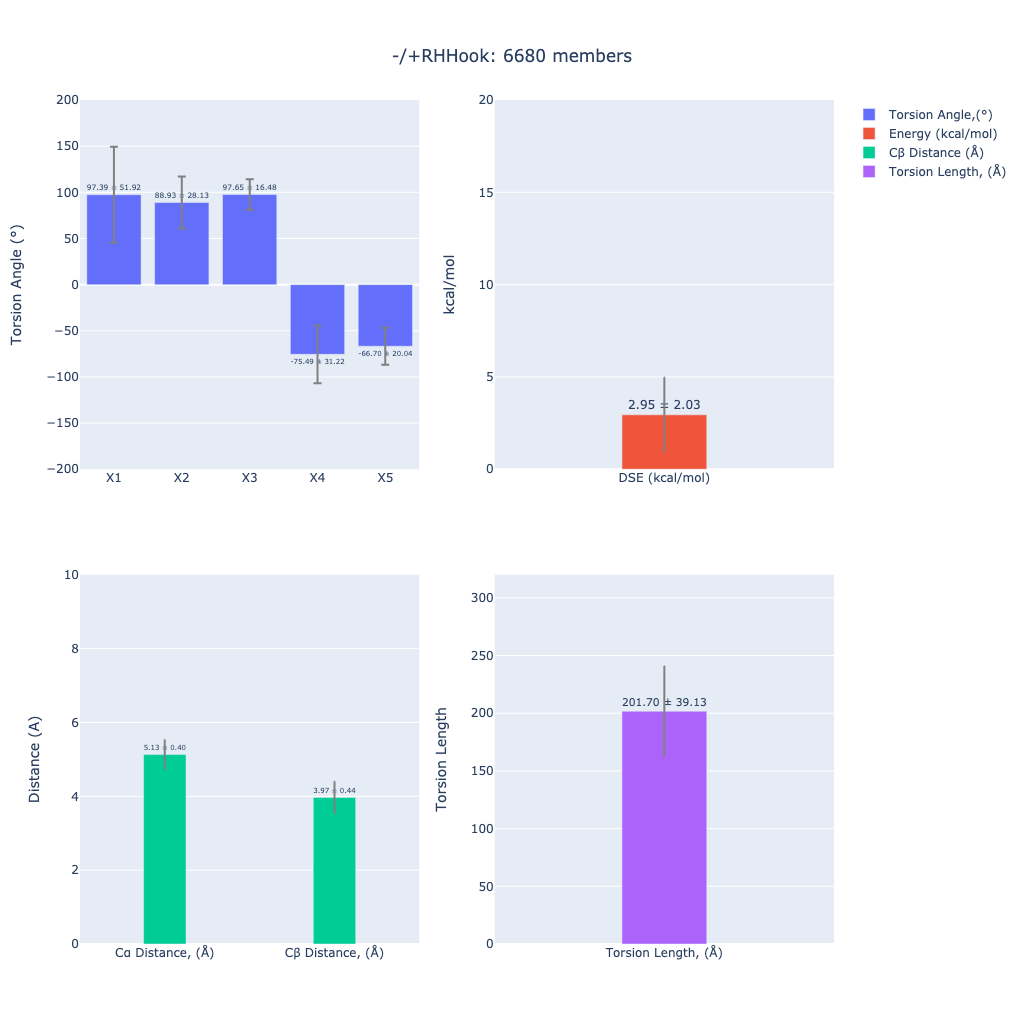 -/+RHHook: 6680 members
Torsion Angle,(°)
Energy (kcal/mol)
Cβ Distance (Å)
Torsion Length, (Å)
Torsion Angle (°)
200
150
100
50
0
−50
−100
−150
−200
97.39 ± 51.92
88.93 ± 28.13
97.65 ± 16.48
-75.49 ± 31.22
-66.70 ± 20.04
X1 X2 X3 X4 X5
kcal/mol
20
15
10
5
0
2.95 ± 2.03
DSE (kcal/mol)
Distance (A)
10
8
6
4
2
0
5.13 ± 0.40
3.97 ± 0.44
Cα Distance, (Å) Cβ Distance, (Å)
Torsion Length
300
250
200
150
100
50
0
201.70 ± 39.13
Torsion Length, (Å)